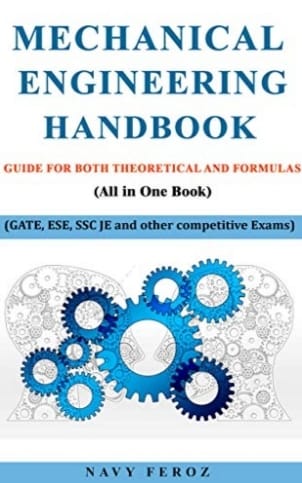 MECHANICAL
ENGINEERING
HANDBOOK
GUIDE FOR BOTH THEORETICAL AND FORMULAS
(All in One Book)
(GATE, ESE, SSC JE and other competitive Exams)
NAVY FEROZ